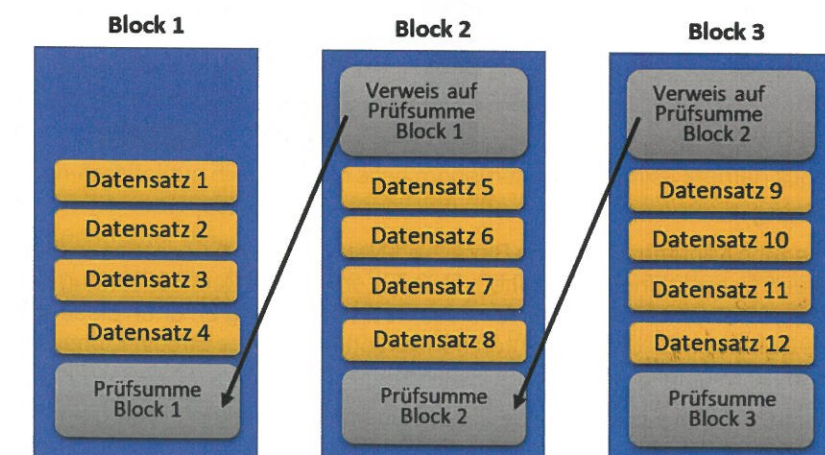 Block 1
Datensatz 1
Datensatz 2
Datensatz 3
Datensatz 4
Prüfsumme
Block 1
Block 2
Verweis auf
Prüfsumme
Block 1
Datensatz 5
Datensatz 6
Datensatz 7
Datensatz 8
Prüfsumme
Block 2
Block 3
Verweis auf
Prüfsumme
Block 2
Datensatz 9
Datensatz 10
Datensatz 11
Datensatz 12
Prüfsumme
Block 3